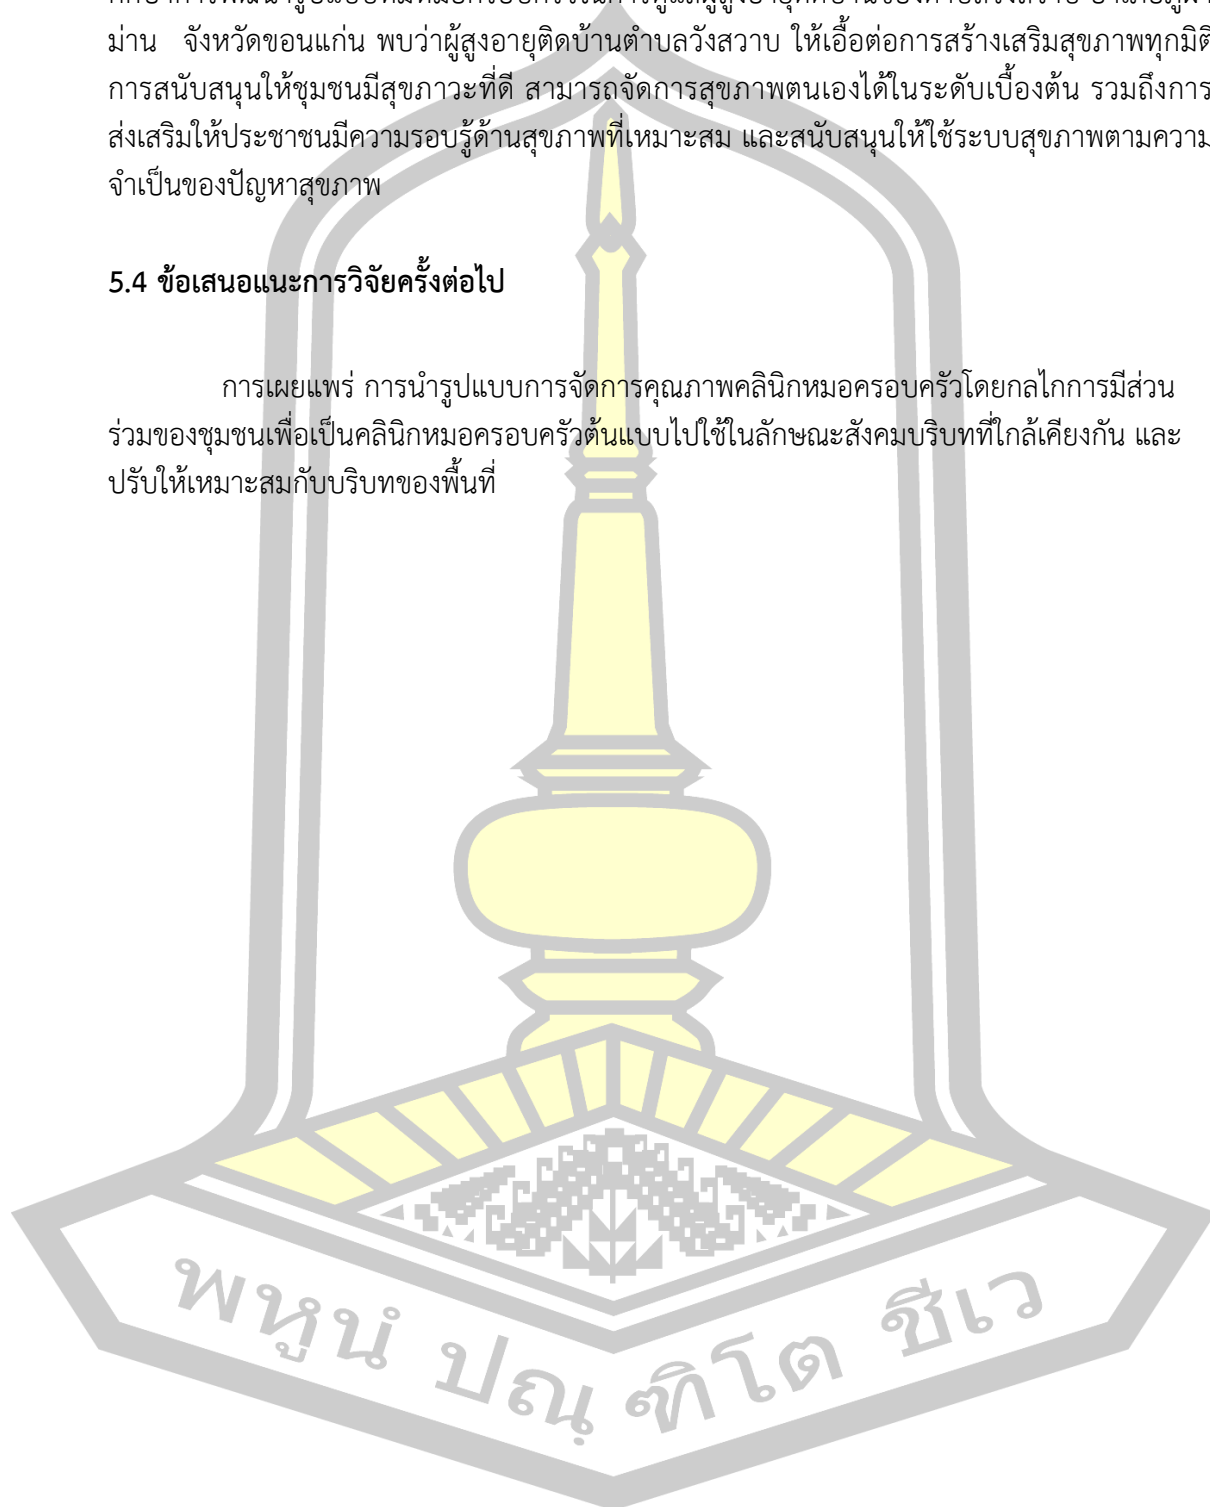 ม่าน จังหวัดขอนแก่น พบว่าผู้สูงอายุติดบ้านตำบลวังสวาบ ให้เอื้อต่อการสร้างเสริมสุขภาพทุกมิติ
การสนับสนุนให้ชุมชนมีสุขภาวะที่ดี สามารถจัดการสุขภาพตนเองได้ในระดับเบื้องต้น รวมถึงการ
ส่งเสริมให้ประชาชนมีความรอบรู้ด้านสุขภาพที่เหมาะสม และสนับสนุนให้ใช้ระบบสุขภาพตามความ
จำเป็นของปัญหาสุขภาพ
5.4 ข้อเสนอแนะการวิจัยครั้งต่อไป
การเผยแพร่ การนำรูปแบบการจัดการคุณภาพคลินิกหมอครอบครัวโดยกลไกการมีส่วน
ร่วมของชุมชนเพื่อเป็นคลินิกหมอครอบครัวต้นแบบไปใช้ในลักษณะสังคมบริบทที่ใกล้เคียงกัน และ
ปรับให้เหมาะสมกับบริบทของพื้นที่
พหูนํ ปณฺฑิโต ชีเว